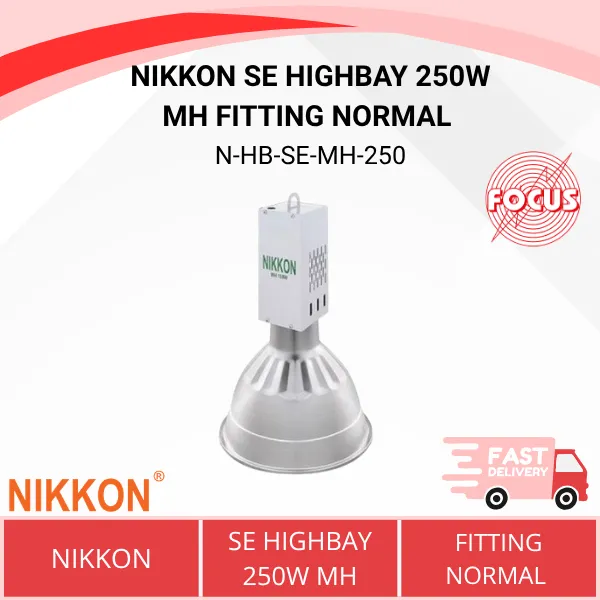 NIKKON SE HIGHBAY 250W
MH FITTING NORMAL
N-HB-SE-MH-250
FOCUS
NIKKON
FAST
DELIVERY
NIKKON®
NIKKON
SE HIGHBAY
250W MH
FITTING
NORMAL